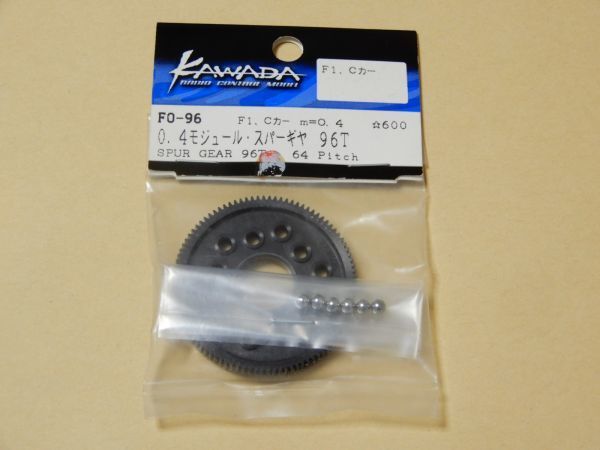 KAWADA
RADIO CONTROL MODEL
F1、Cカー
FO-96 F1、Cカー m=0.4 ☆600
0.4モジュール・スパーギヤ 96T
SPUR GEAR 96T 64 Pitch